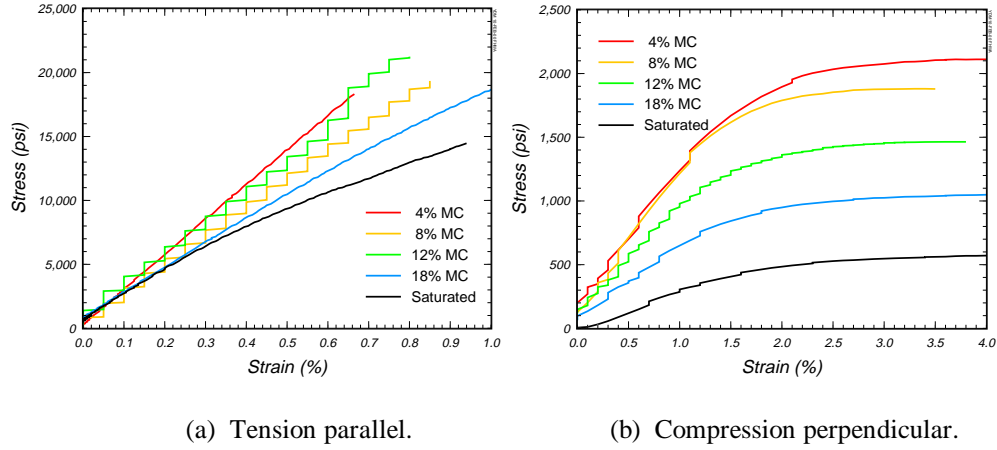 25,000
20,000
15,000
10,000
5,000
0
Stress (psi)
4% MC
8% MC
12% MC
18% MC
Saturated
0.0 0.1 0.2 0.3 0.4 0.5 0.6 0.7 0.8 0.9 1.0
Strain (%)
(a) Tension parallel.
2,500
2,000
1,500
1,000
500
0
Stress (psi)
4% MC
8% MC
12% MC
18% MC
Saturated
0.0 0.5 1.0 1.5 2.0 2.5 3.0 3.5 4.0
Strain (%)
(b) Compression perpendicular.